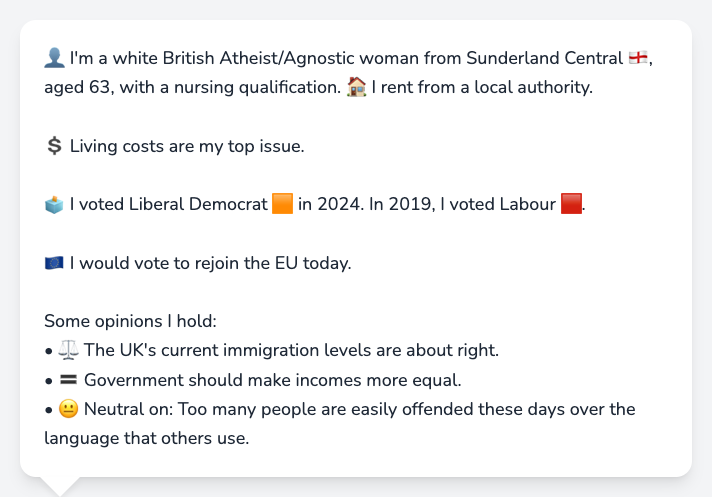 👤 I'm a white British Atheist/Agnostic woman from Sunderland Central 🏴󠁧󠁢󠁥󠁮󠁧󠁿,
aged 63, with a nursing qualification. 🏠 I rent from a local authority.
💲 Living costs are my top issue.
🗳️ I voted Liberal Democrat 🟧 in 2024. In 2019, I voted Labour 🟥.
🇪🇺 I would vote to rejoin the EU today.
Some opinions I hold:
• ⚖️ The UK's current immigration levels are about right.
• 🟰 Government should make incomes more equal.
• 😐 Neutral on: Too many people are easily offended these days over the
language that others use.